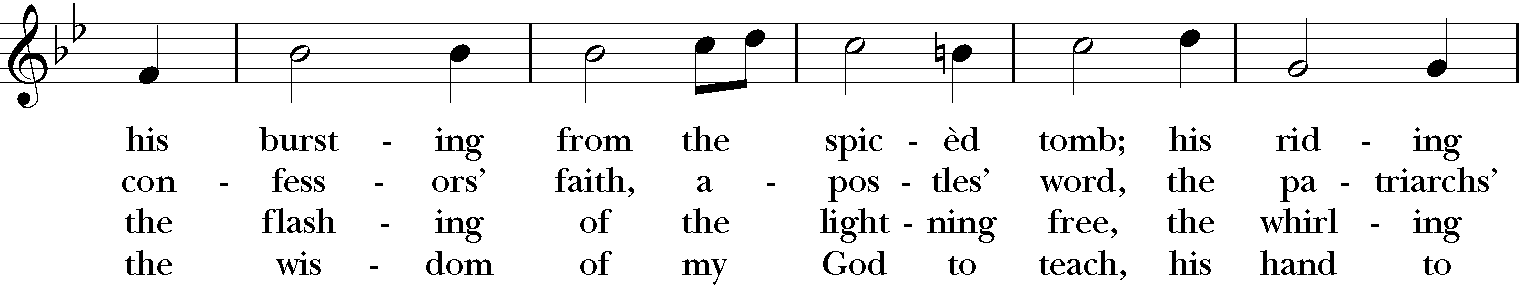 his burst - ing from the spic - èd tomb; his rid - ing
con - fess - ors’ faith, a - pos - tles’ word, the pa - triarchs’
the flash - ing of the light - ning free, the whirl - ing
the wis - dom of my God to teach, his hand to